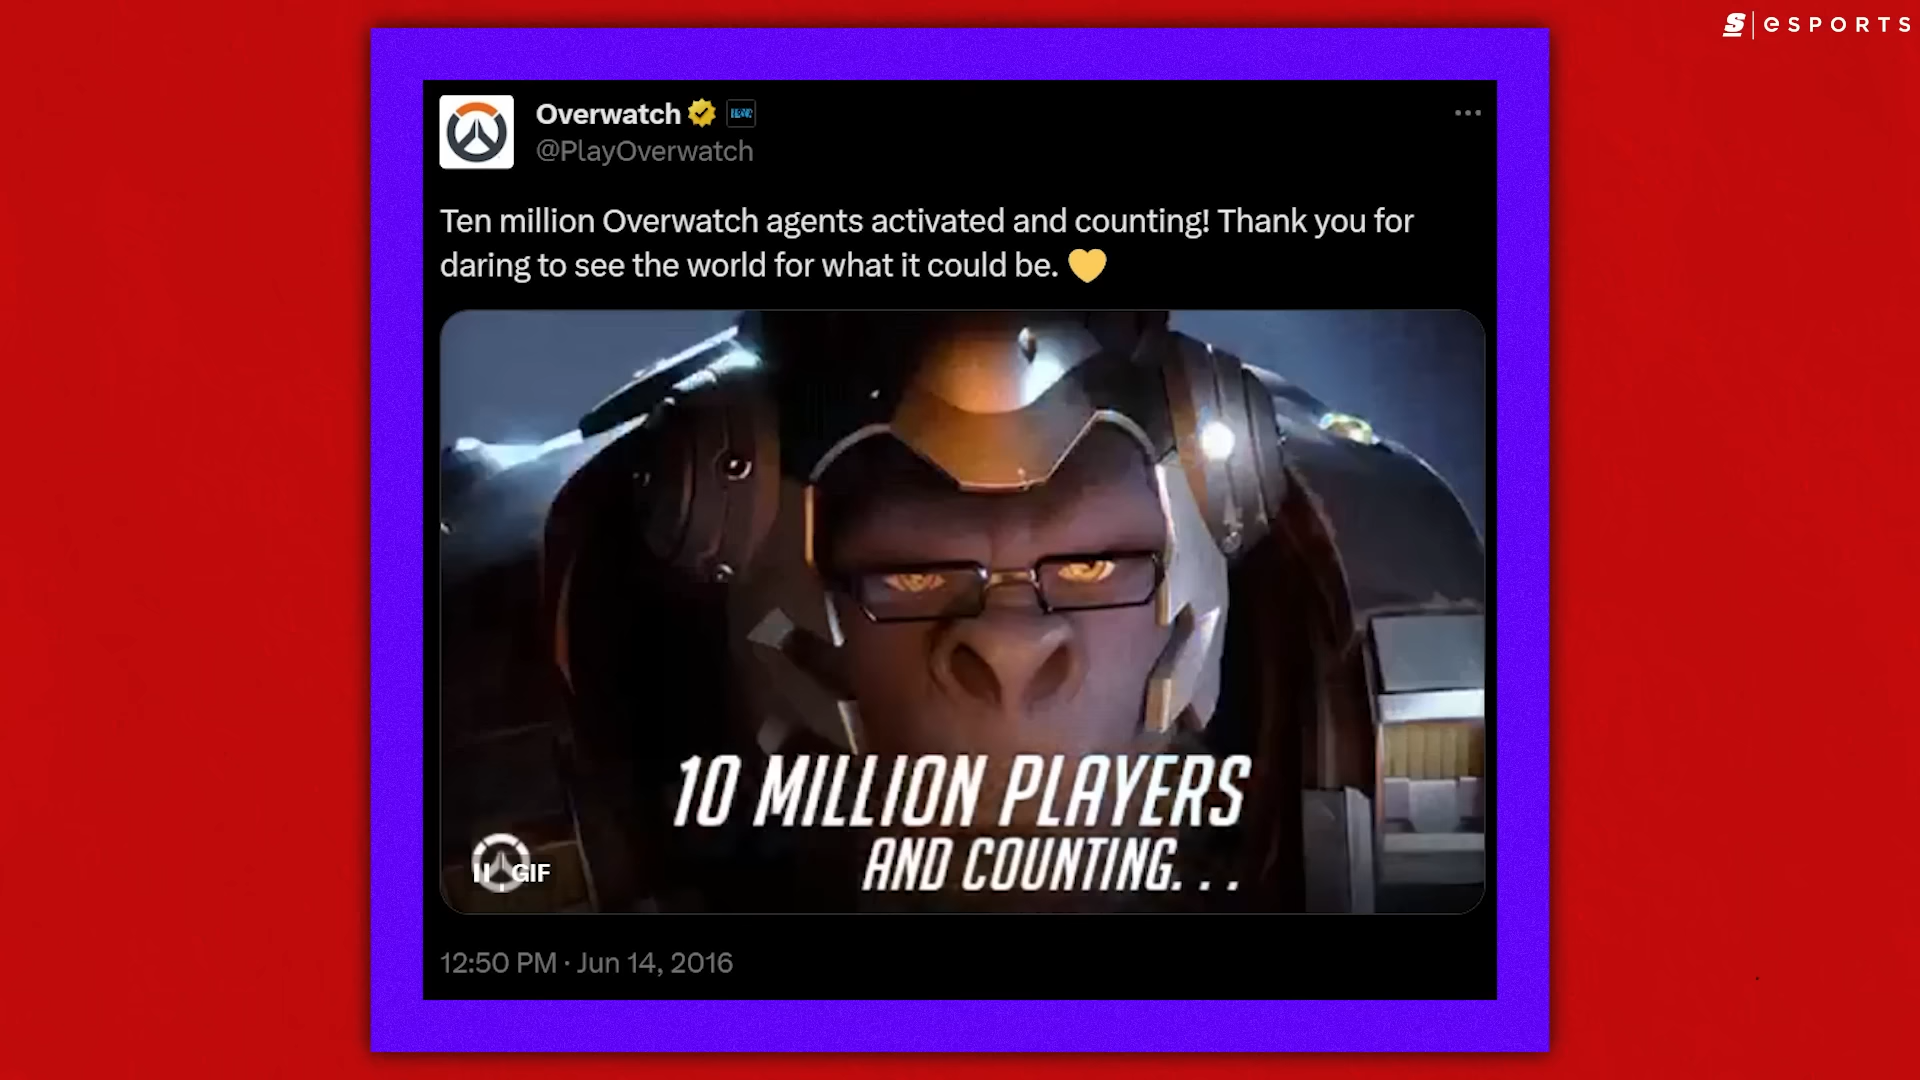 S | eSPORTS
Overwatch
BLIZZARD
@PlayOverwatch
Ten million Overwatch agents activated and counting! Thank you for
daring to see the world for what it could be. 💛
10 MILLION PLAYERS
AND COUNTING. . .
GIF
12:50 PM · Jun 14, 2016